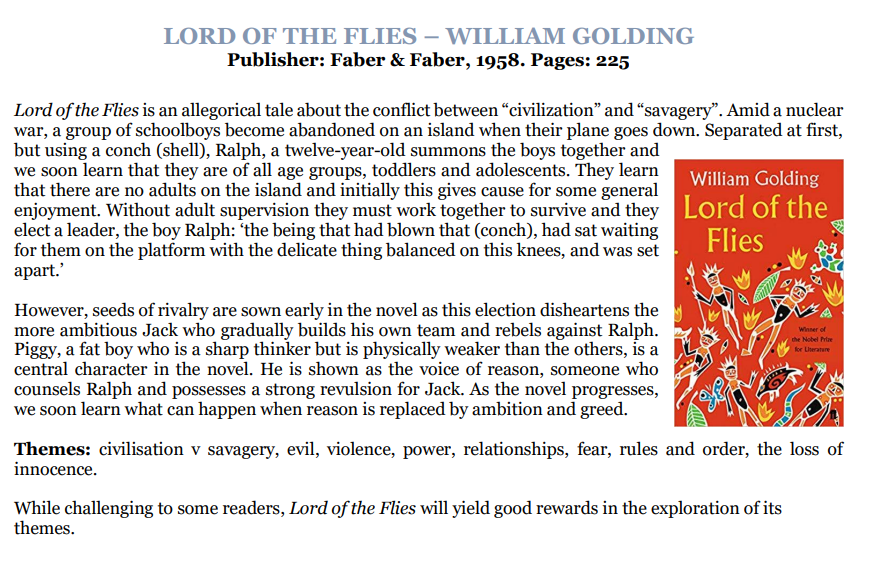 LORD OF THE FLIES – WILLIAM GOLDING
Publisher: Faber & Faber, 1958. Pages: 225
Lord of the Flies is an allegorical tale about the conflict between “civilization” and “savagery”. Amid a nuclear
war, a group of schoolboys become abandoned on an island when their plane goes down. Separated at first,
but using a conch (shell), Ralph, a twelve-year-old summons the boys together and
we soon learn that they are of all age groups, toddlers and adolescents. They learn
that there are no adults on the island and initially this gives cause for some general
enjoyment. Without adult supervision they must work together to survive and they
elect a leader, the boy Ralph: ‘the being that had blown that (conch), had sat waiting
for them on the platform with the delicate thing balanced on this knees, and was set
apart.’
However, seeds of rivalry are sown early in the novel as this election disheartens the
more ambitious Jack who gradually builds his own team and rebels against Ralph.
Piggy, a fat boy who is a sharp thinker but is physically weaker than the others, is a
central character in the novel. He is shown as the voice of reason, someone who
counsels Ralph and possesses a strong revulsion for Jack. As the novel progresses,
we soon learn what can happen when reason is replaced by ambition and greed.
William Golding
Lord of the
Flies
Winner of
the Nobel Prize
for Literature
Themes: civilisation v savagery, evil, violence, power, relationships, fear, rules and order, the loss of
innocence.
While challenging to some readers, Lord of the Flies will yield good rewards in the exploration of its
themes.